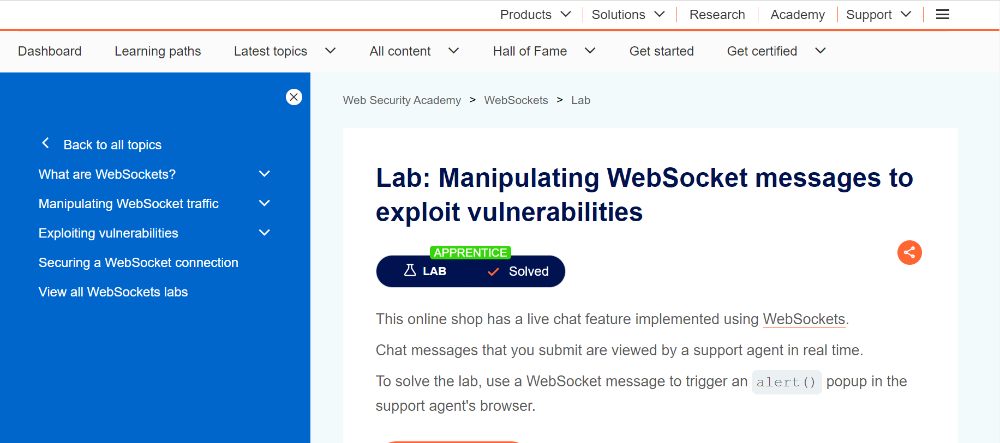 Products Solutions Research Academy Support
Dashboard Learning paths Latest topics All content Hall of Fame Get started Get certified
Back to all topics
What are WebSockets?
Manipulating WebSocket traffic
Exploiting vulnerabilities
Securing a WebSocket connection
View all WebSockets labs
Web Security Academy > WebSockets > Lab
Lab: Manipulating WebSocket messages to
exploit vulnerabilities
APPRENTICE
LAB Solved
This online shop has a live chat feature implemented using WebSockets.
Chat messages that you submit are viewed by a support agent in real time.
To solve the lab, use a WebSocket message to trigger an alert() popup in the
support agent's browser.